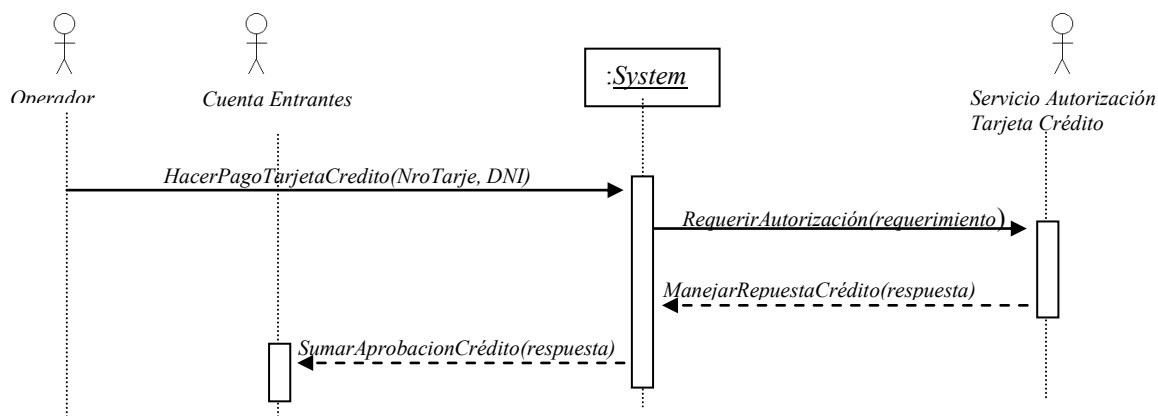 :System
Operador
Cuenta Entrantes
Servicio Autorización
Tarjeta Crédito
HacerPagoTarjetaCredito(NroTarje, DNI)
RequerirAutorización(requerimiento)
ManejarRepuestaCrédito(respuesta)
SumarAprobacionCrédito(respuesta)